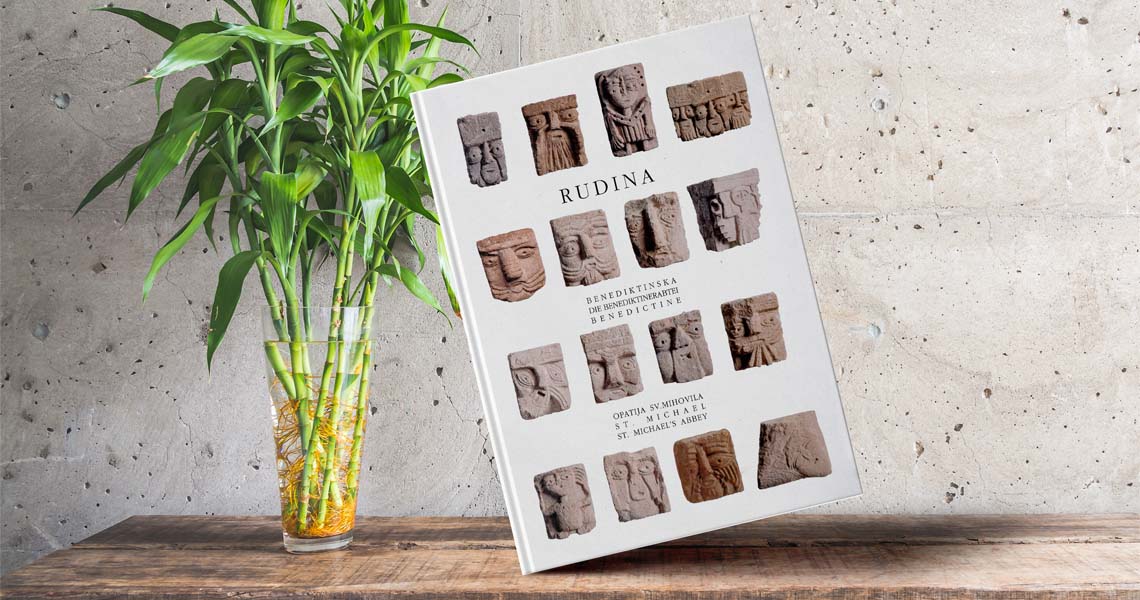 RUDINA
BENEDIKTINSKA
DIE BENEDIKTINERABTEI
BENEDICTINE
OPATIJA SV.MIHOVILA
ST. MICHAEL
ST. MICHAEL'S ABBEY